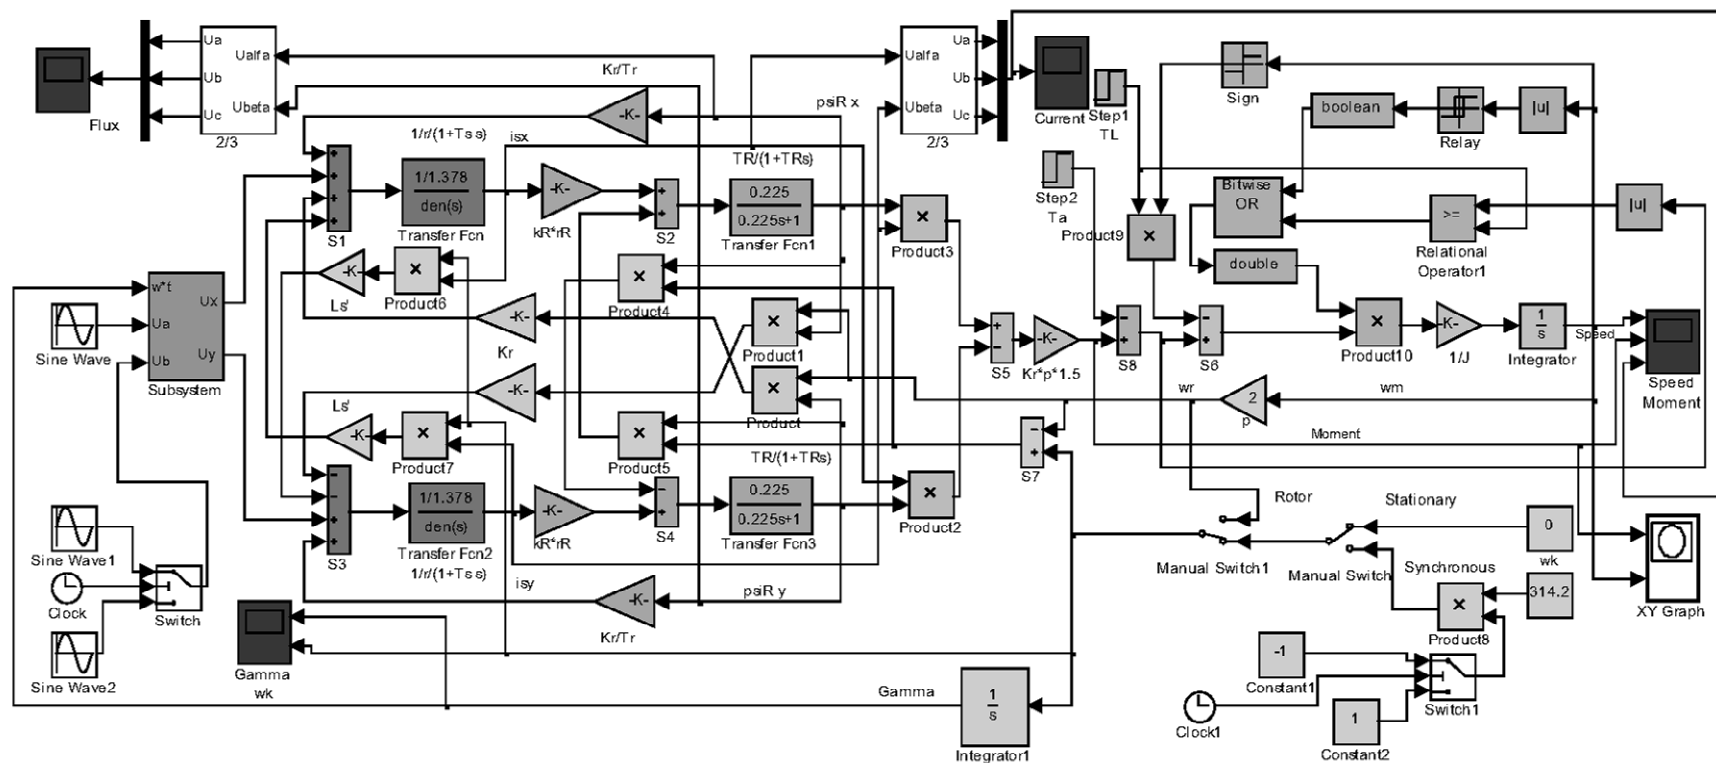 Ua
Ub
Uc
Ualfa
Ubeta
2/3
Flux
Kr/Tr
-K-
psiR x
Ualfa
Ubeta
Ua
Ub
Uc
2/3
Current
Step1
TL
Sign
boolean
Relay
|u|
1/r/(1+Ts s)
isx
1/1.378
den(s)
Transfer Fcn
S1
-K-
kR*rR
S2
TR/(1+TRs)
0.225
0.225s+1
Transfer Fcn1
×
Product3
Step2
Ta
Product9
×
Bitwise
OR
>=
Relational
Operator1
|u|
double
-K-
Ls'
×
Product6
×
Product4
-K-
Kr
×
Product1
w*t
Ua
Ub
Ux
Uy
Subsystem
Sine Wave
S5
-K-
Kr*p*1.5
S8
S6
×
Product10
-K-
1/J
1
s
Integrator
Speed
Speed
Moment
-K-
×
Product
wr
2
p
wm
Ls'
-K-
×
Product7
×
Product5
S7
Moment
TR/(1+TRs)
S3
1/1.378
den(s)
Transfer Fcn2
1/r/(1+Ts s)
isy
-K-
kR*rR
S4
0.225
0.225s+1
Transfer Fcn3
×
Product2
Rotor
Stationary
Manual Switch1
Manual Switch
Synchronous
0
wk
314.2
×
Product8
XY Graph
Sine Wave1
Clock
Switch
Sine Wave2
-K-
Kr/Tr
psiR y
Gamma
wk
Gamma
1
s
Integrator1
-1
Constant1
Clock1
1
Constant2
Switch1